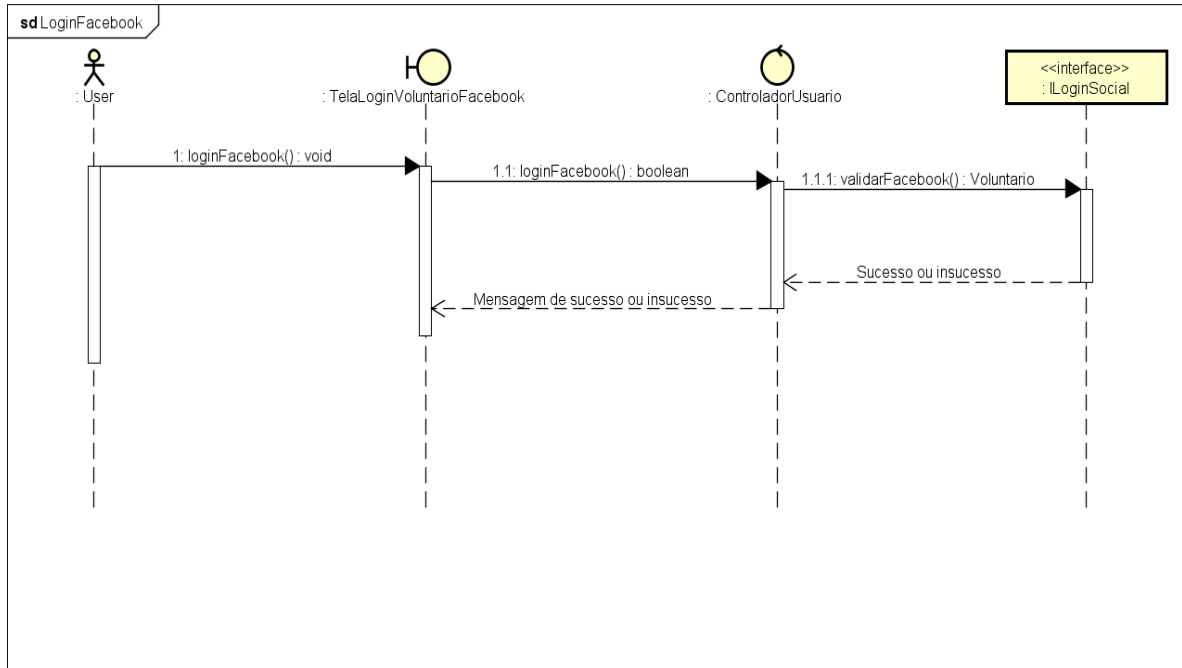 sd LoginFacebook
: User
: TelaLoginVoluntarioFacebook
: ControladorUsuario
<<interface>>
: ILoginSocial
1: loginFacebook() : void
1.1: loginFacebook() : boolean
1.1.1: validarFacebook() : Voluntario
Sucesso ou insucesso
Mensagem de sucesso ou insucesso